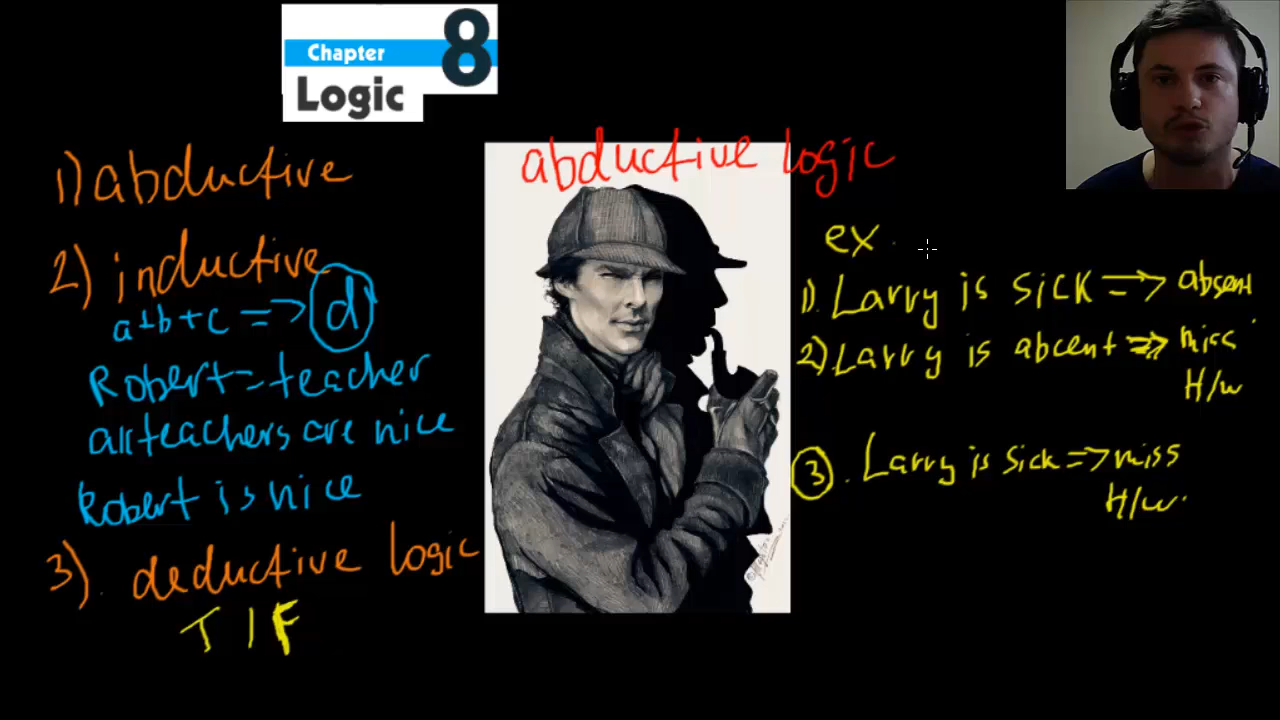 Chapter 8
Logic
1) abductive
2) inductive
a+b+c => d
Robert = teacher
all teachers are nice
Robert is nice
3). deductive logic
T / F
abductive logic
ex.
1). Larry is sick => absent
2) Larry is abcent => miss
H/w
3. Larry is sick => miss
H/w.